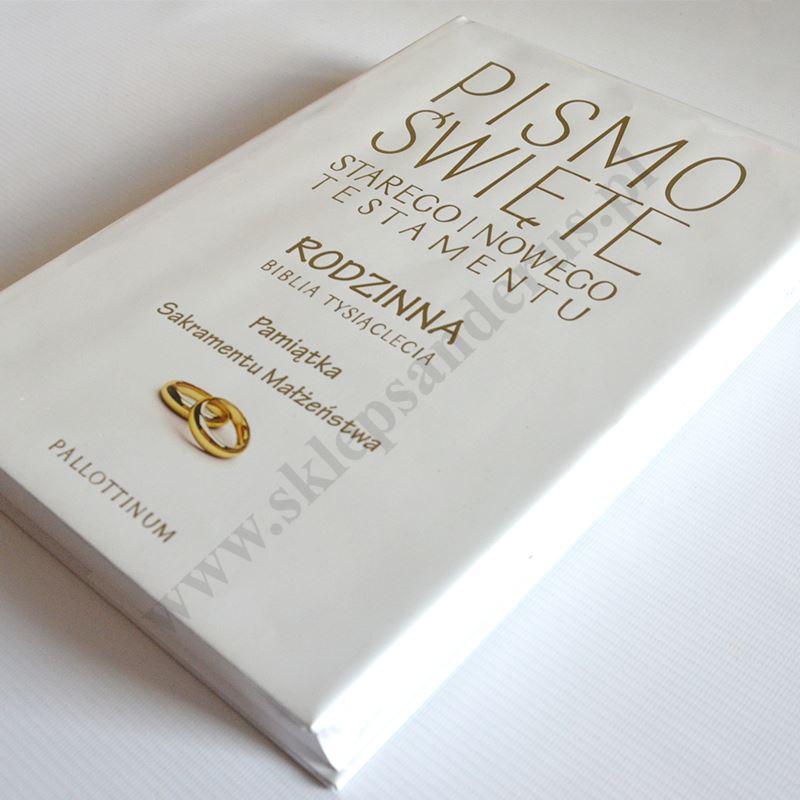 PISMO
ŚWIĘTE
STAREGO I NOWEGO
TESTAMENTU
RODZINNA
BIBLIA TYSIĄCLECIA
Pamiątka
Sakramentu Małżeństwa
PALLOTTINUM
www.sklepsanderus.pl